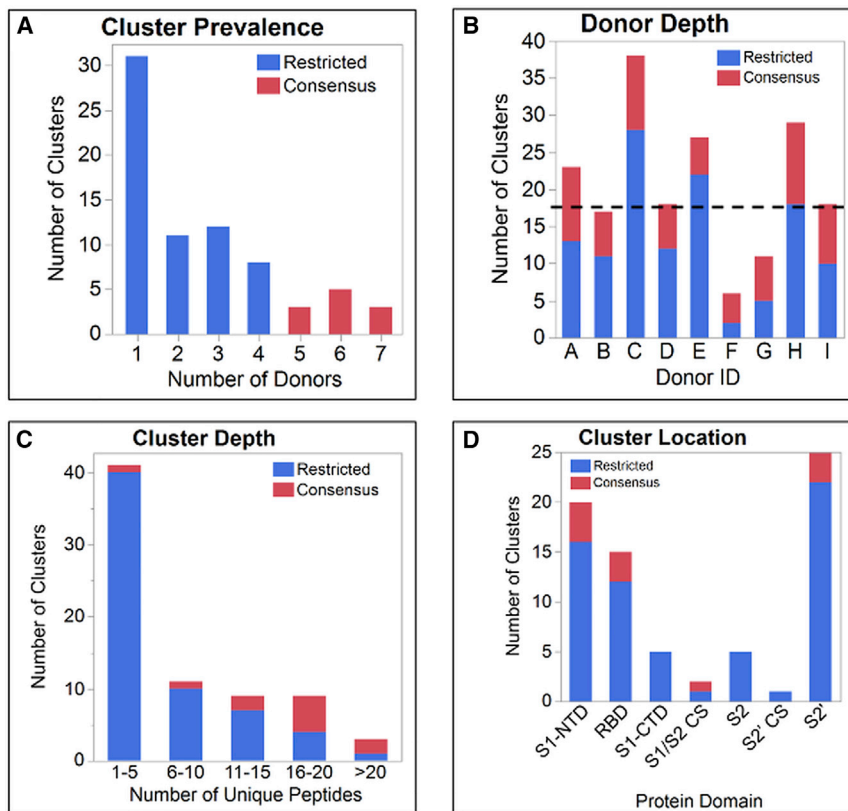 A
Cluster Prevalence
Restricted
Consensus
Number of Clusters
30
25
20
15
10
5
0
1 2 3 4 5 6 7
Number of Donors
B
Donor Depth
Restricted
Consensus
Number of Clusters
40
35
30
25
20
15
10
5
0
A B C D E F G H I
Donor ID
C
Cluster Depth
Restricted
Consensus
Number of Clusters
40
30
20
10
0
1-5 6-10 11-15 16-20 >20
Number of Unique Peptides
D
Cluster Location
Restricted
Consensus
Number of Clusters
25
20
15
10
5
0
S1-NTD RBD S1-CTD S1/S2 CS S2 S2' CS S2'
Protein Domain